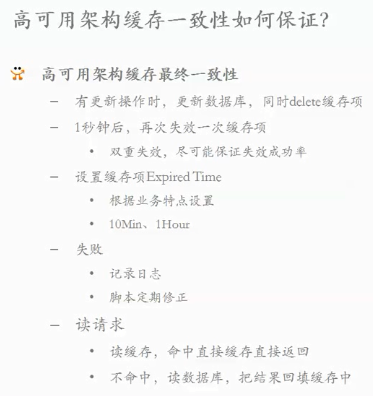 高可用架构缓存一致性如何保证?
高可用架构缓存最终一致性
– 有更新操作时，更新数据库，同时delete缓存项
– 1秒钟后，再次失效一次缓存项
• 双重失效，尽可能保证失效成功率
– 设置缓存项Expired Time
• 根据业务特点设置
• 10Min、1Hour
– 失败
• 记录日志
• 脚本定期修正
– 读请求
• 读缓存，命中直接缓存直接返回
• 不命中，读数据库，把结果回填缓存中